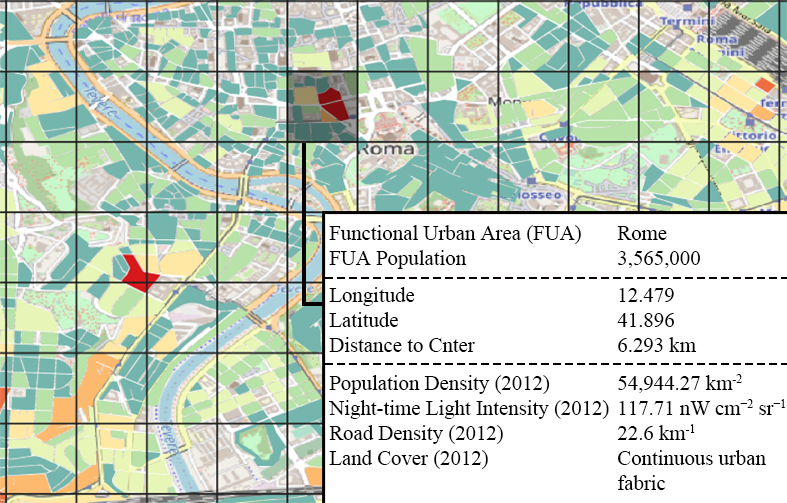 epubblica
Termini
Roma
mini
Tevere
Roma
Cavour
Vittorio
Colosseo
Functional Urban Area (FUA) Rome
FUA Population 3,565,000
Longitude 12.479
Latitude 41.896
Distance to Cnter 6.293 km
Population Density (2012) 54,944.27 km⁻²
Night-time Light Intensity (2012) 117.71 nW cm⁻² sr⁻¹
Road Density (2012) 22.6 km⁻¹
Land Cover (2012) Continuous urban
fabric
Tevere